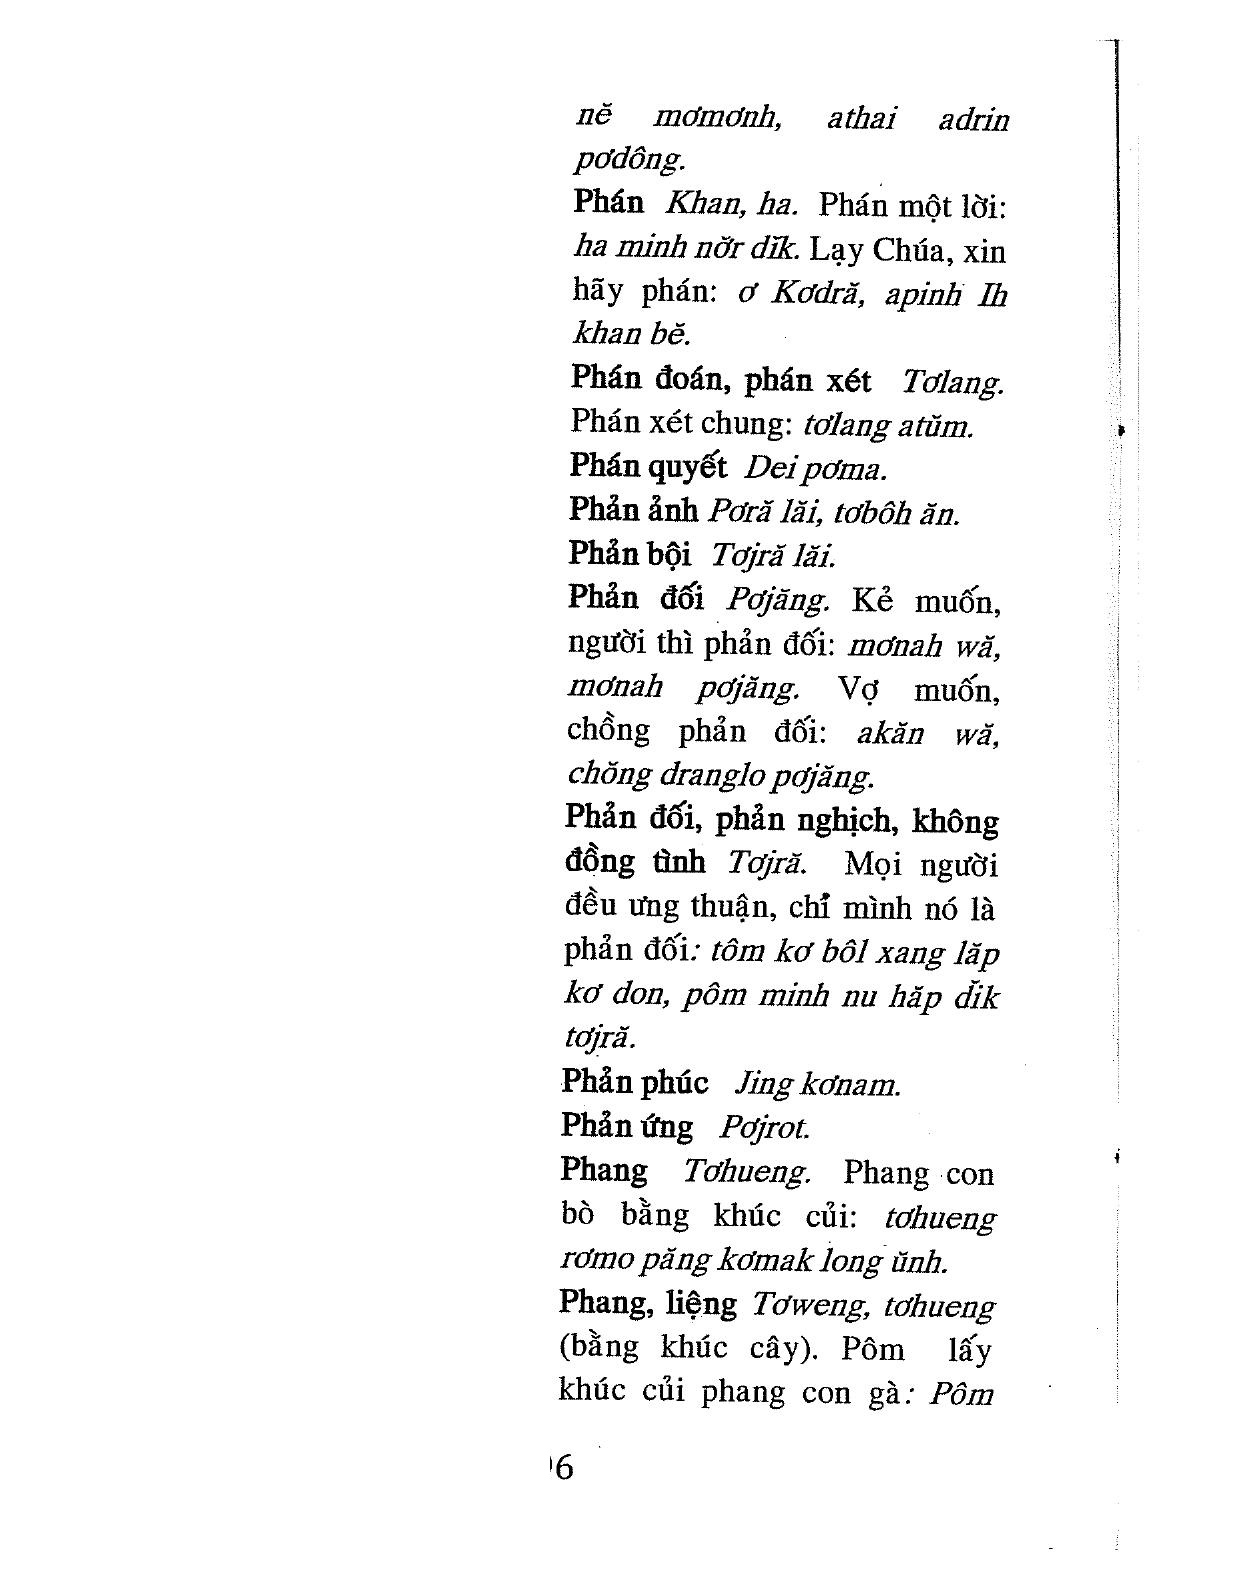 nĕ mơmơnh, athai adrin
pơdông.
Phán Khan, ha. Phán một lời:
ha minh nơ̆r dĭk. Lạy Chúa, xin
hãy phán: ơ Kơdră, apinh Ih
khan bĕ.
Phán đoán, phán xét Tơlang.
Phán xét chung: tơlang atŭm.
Phán quyết Dei pơma.
Phản ảnh Pơră lăi, tơbôh ăn.
Phản bội Tơjră lăi.
Phản đối Pơjăng. Kẻ muốn,
người thì phản đối: mơnah wă,
mơnah pơjăng. Vợ muốn,
chồng phản đối: akăn wă,
chŏng dranglo pơjăng.
Phản đối, phản nghịch, không
đồng tình Tơjră. Mọi người
đều ưng thuận, chỉ mình nó là
phản đối: tôm kơ bôl xang lăp
kơ don, pôm minh nu hăp dĭk
tơjră.
Phản phúc Jing kơnam.
Phản ứng Pơjrot.
Phang Tơhueng. Phang con
bò bằng khúc củi: tơhueng
rơmo păng kơmak long ŭnh.
Phang, liệng Tơweng, tơhueng
(bằng khúc cây). Pôm lấy
khúc củi phang con gà: Pôm
6